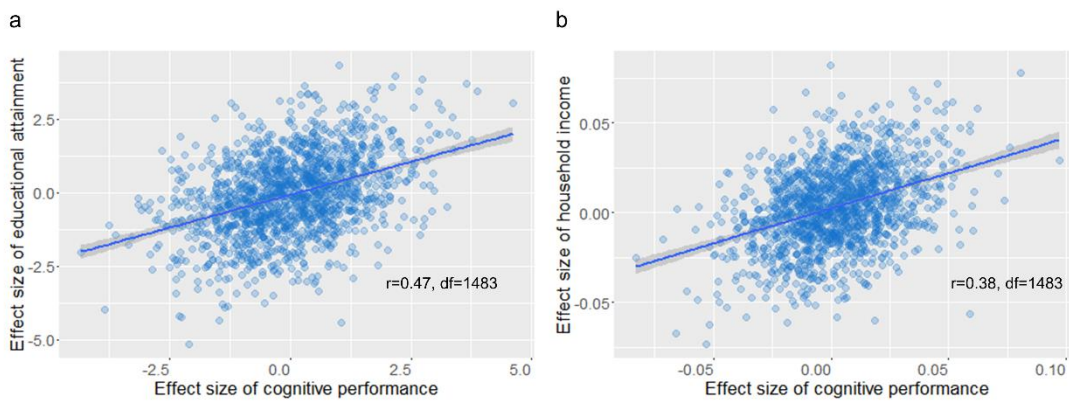 a
Effect size of educational attainment
2.5
0.0
-2.5
-5.0
r=0.47, df=1483
-2.5 0.0 2.5 5.0
Effect size of cognitive performance
b
Effect size of household income
0.05
0.00
-0.05
r=0.38, df=1483
-0.05 0.00 0.05 0.10
Effect size of cognitive performance